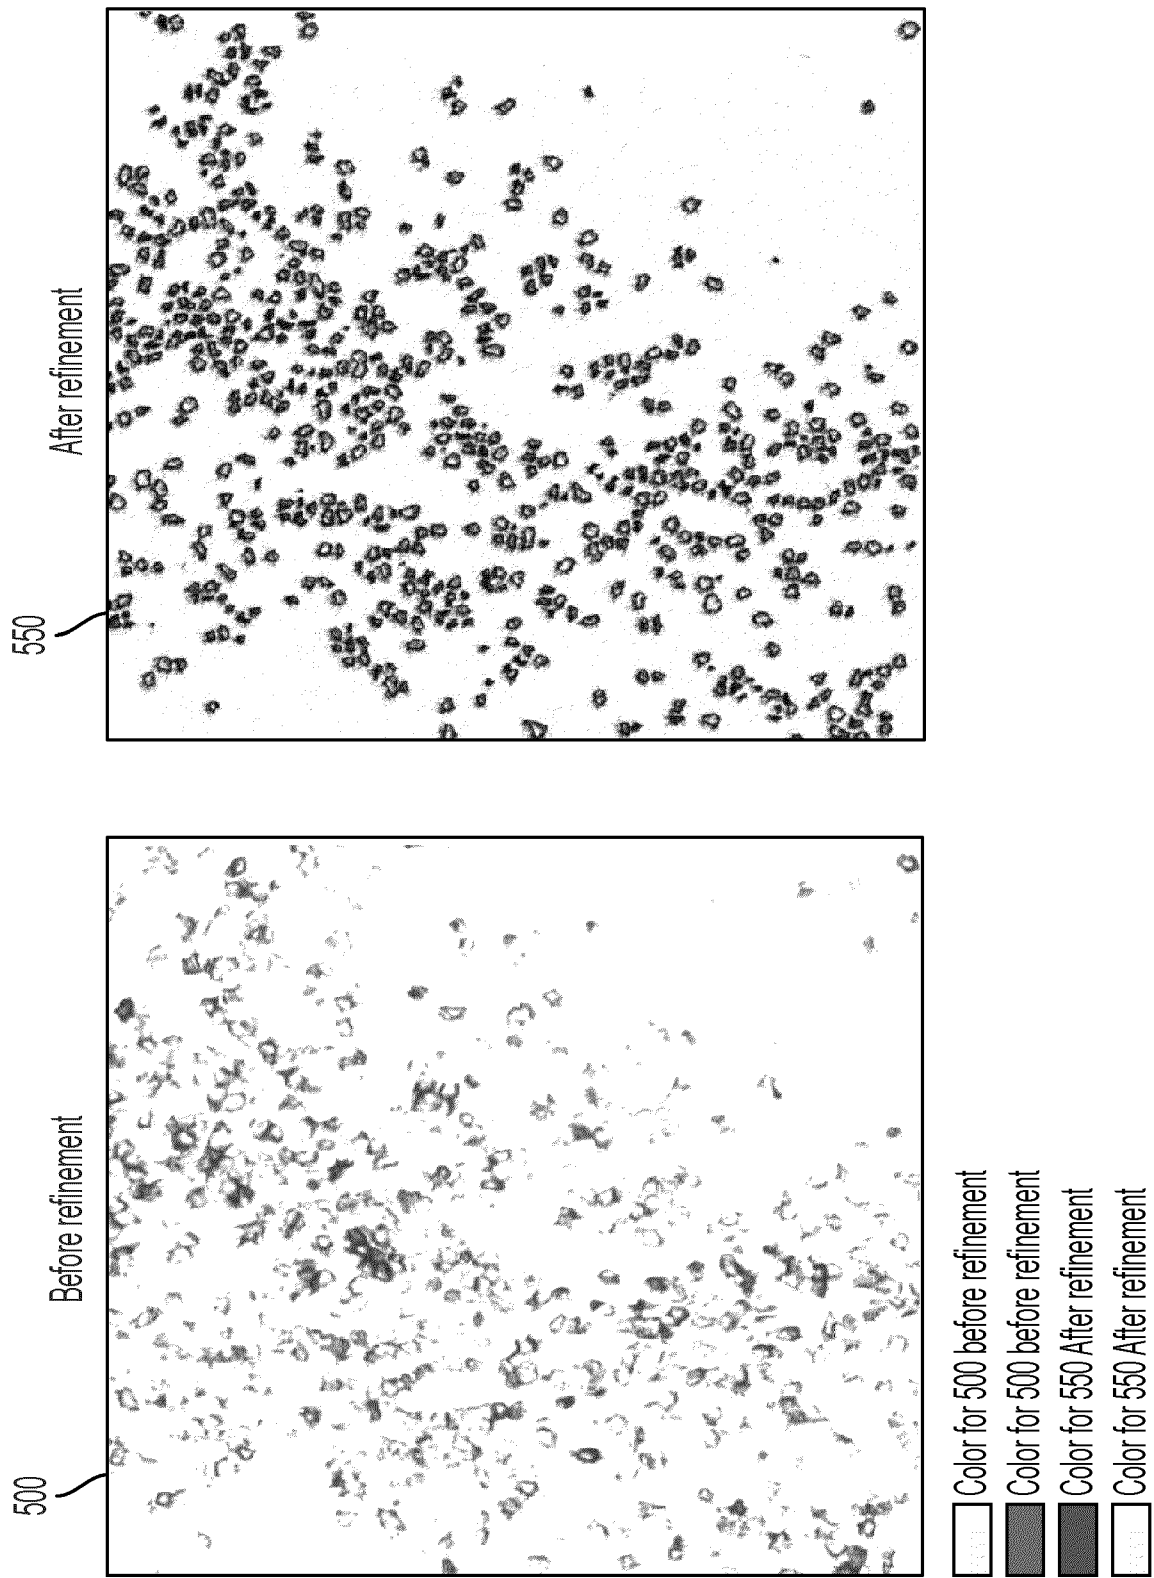 500
Before refinement
550
After refinement
Color for 500 before refinement
Color for 500 before refinement
Color for 550 After refinement
Color for 550 After refinement